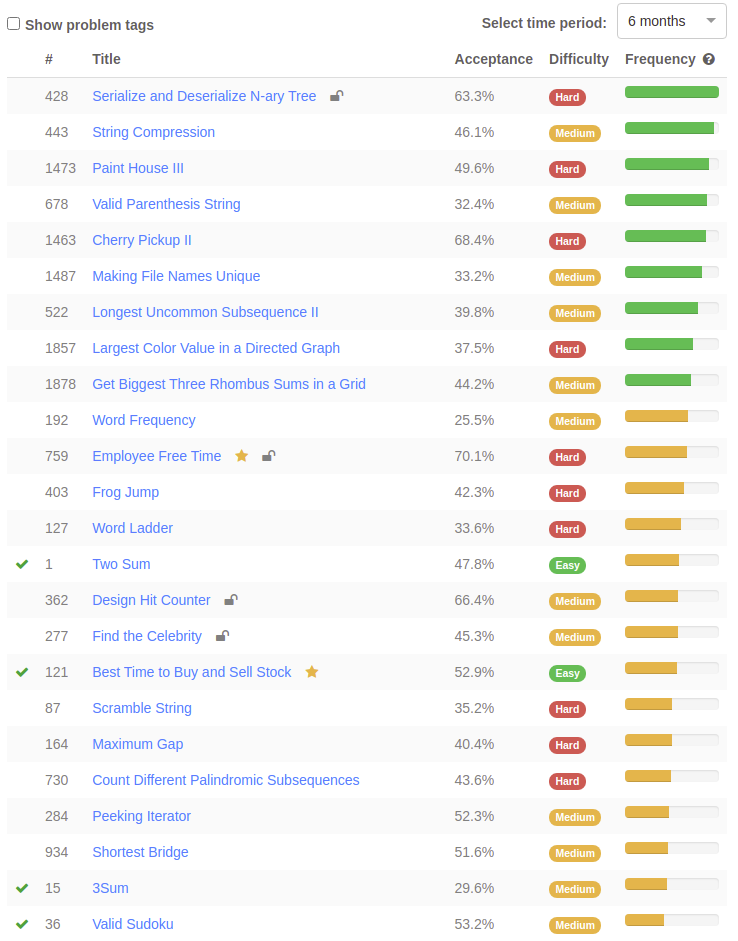 Show problem tags Select time period: 6 months
# Title Acceptance Difficulty Frequency ?
428 Serialize and Deserialize N-ary Tree 63.3% Hard
443 String Compression 46.1% Medium
1473 Paint House III 49.6% Hard
678 Valid Parenthesis String 32.4% Medium
1463 Cherry Pickup II 68.4% Hard
1487 Making File Names Unique 33.2% Medium
522 Longest Uncommon Subsequence II 39.8% Medium
1857 Largest Color Value in a Directed Graph 37.5% Hard
1878 Get Biggest Three Rhombus Sums in a Grid 44.2% Medium
192 Word Frequency 25.5% Medium
759 Employee Free Time 70.1% Hard
403 Frog Jump 42.3% Hard
127 Word Ladder 33.6% Hard
1 Two Sum 47.8% Easy
362 Design Hit Counter 66.4% Medium
277 Find the Celebrity 45.3% Medium
121 Best Time to Buy and Sell Stock 52.9% Easy
87 Scramble String 35.2% Hard
164 Maximum Gap 40.4% Hard
730 Count Different Palindromic Subsequences 43.6% Hard
284 Peeking Iterator 52.3% Medium
934 Shortest Bridge 51.6% Medium
15 3Sum 29.6% Medium
36 Valid Sudoku 53.2% Medium